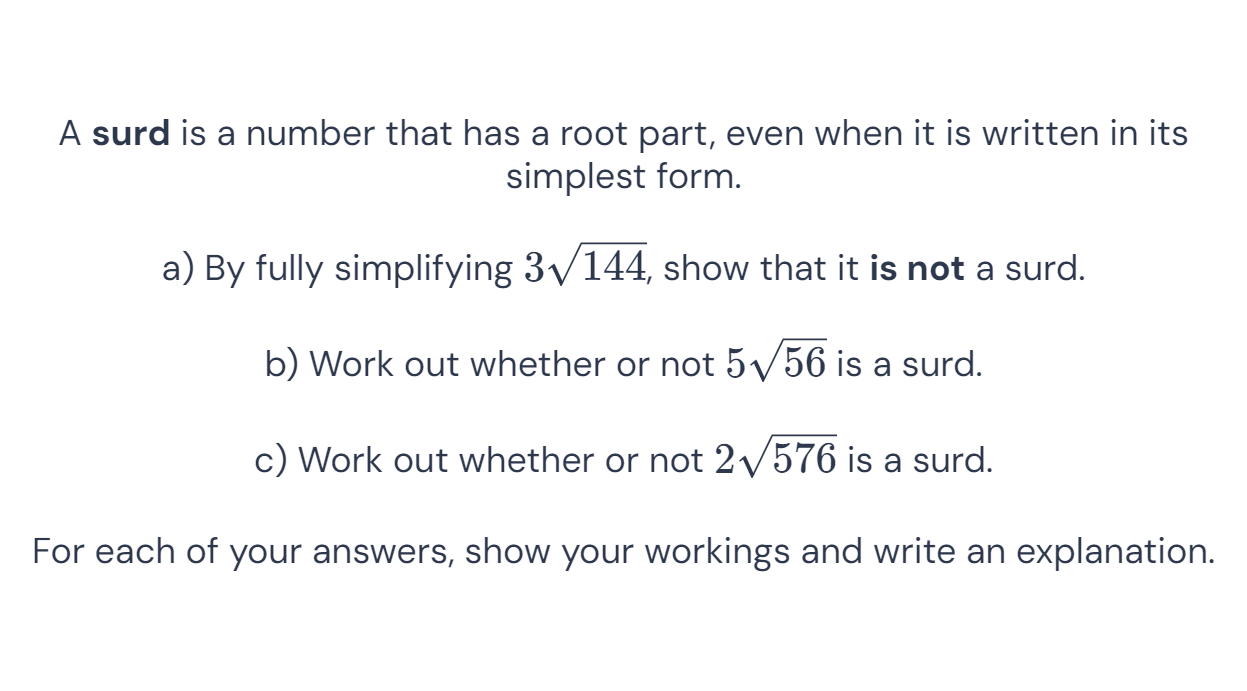 A surd is a number that has a root part, even when it is written in its
simplest form.
a) By fully simplifying 3√144, show that it is not a surd.
b) Work out whether or not 5√56 is a surd.
c) Work out whether or not 2√576 is a surd.
For each of your answers, show your workings and write an explanation.